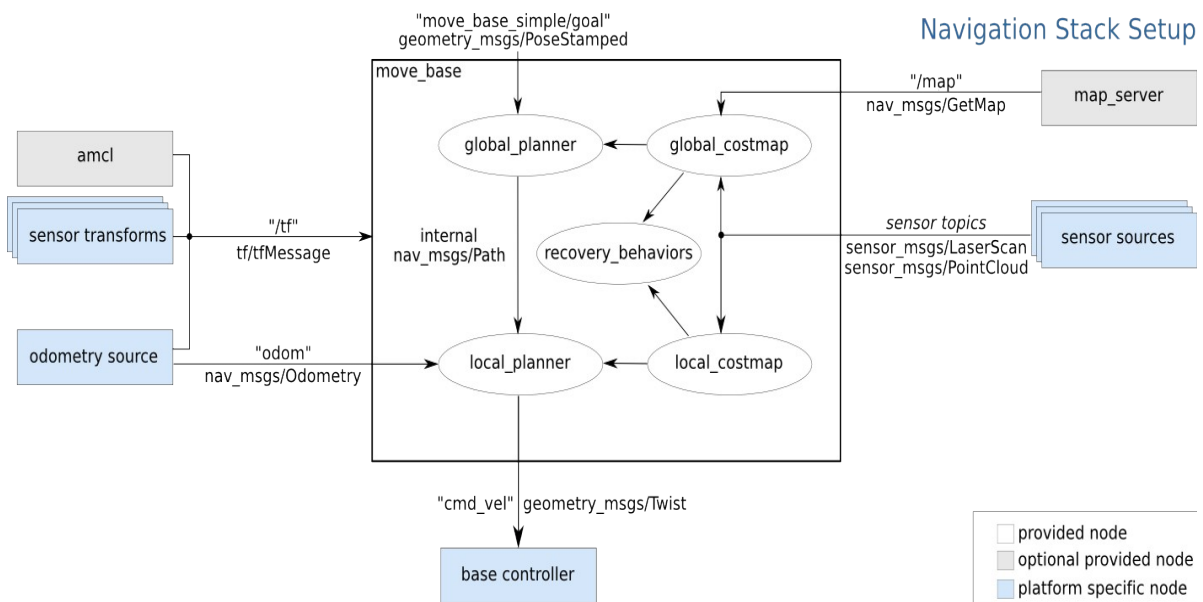 Navigation Stack Setup
"move_base_simple/goal"
geometry_msgs/PoseStamped
move_base
"/map"
nav_msgs/GetMap
map_server
global_planner
global_costmap
amcl
sensor transforms
"/tf"
tf/tfMessage
internal
nav_msgs/Path
recovery_behaviors
sensor topics
sensor_msgs/LaserScan
sensor_msgs/PointCloud
sensor sources
odometry source
"odom"
nav_msgs/Odometry
local_planner
local_costmap
"cmd_vel" geometry_msgs/Twist
base controller
provided node
optional provided node
platform specific node